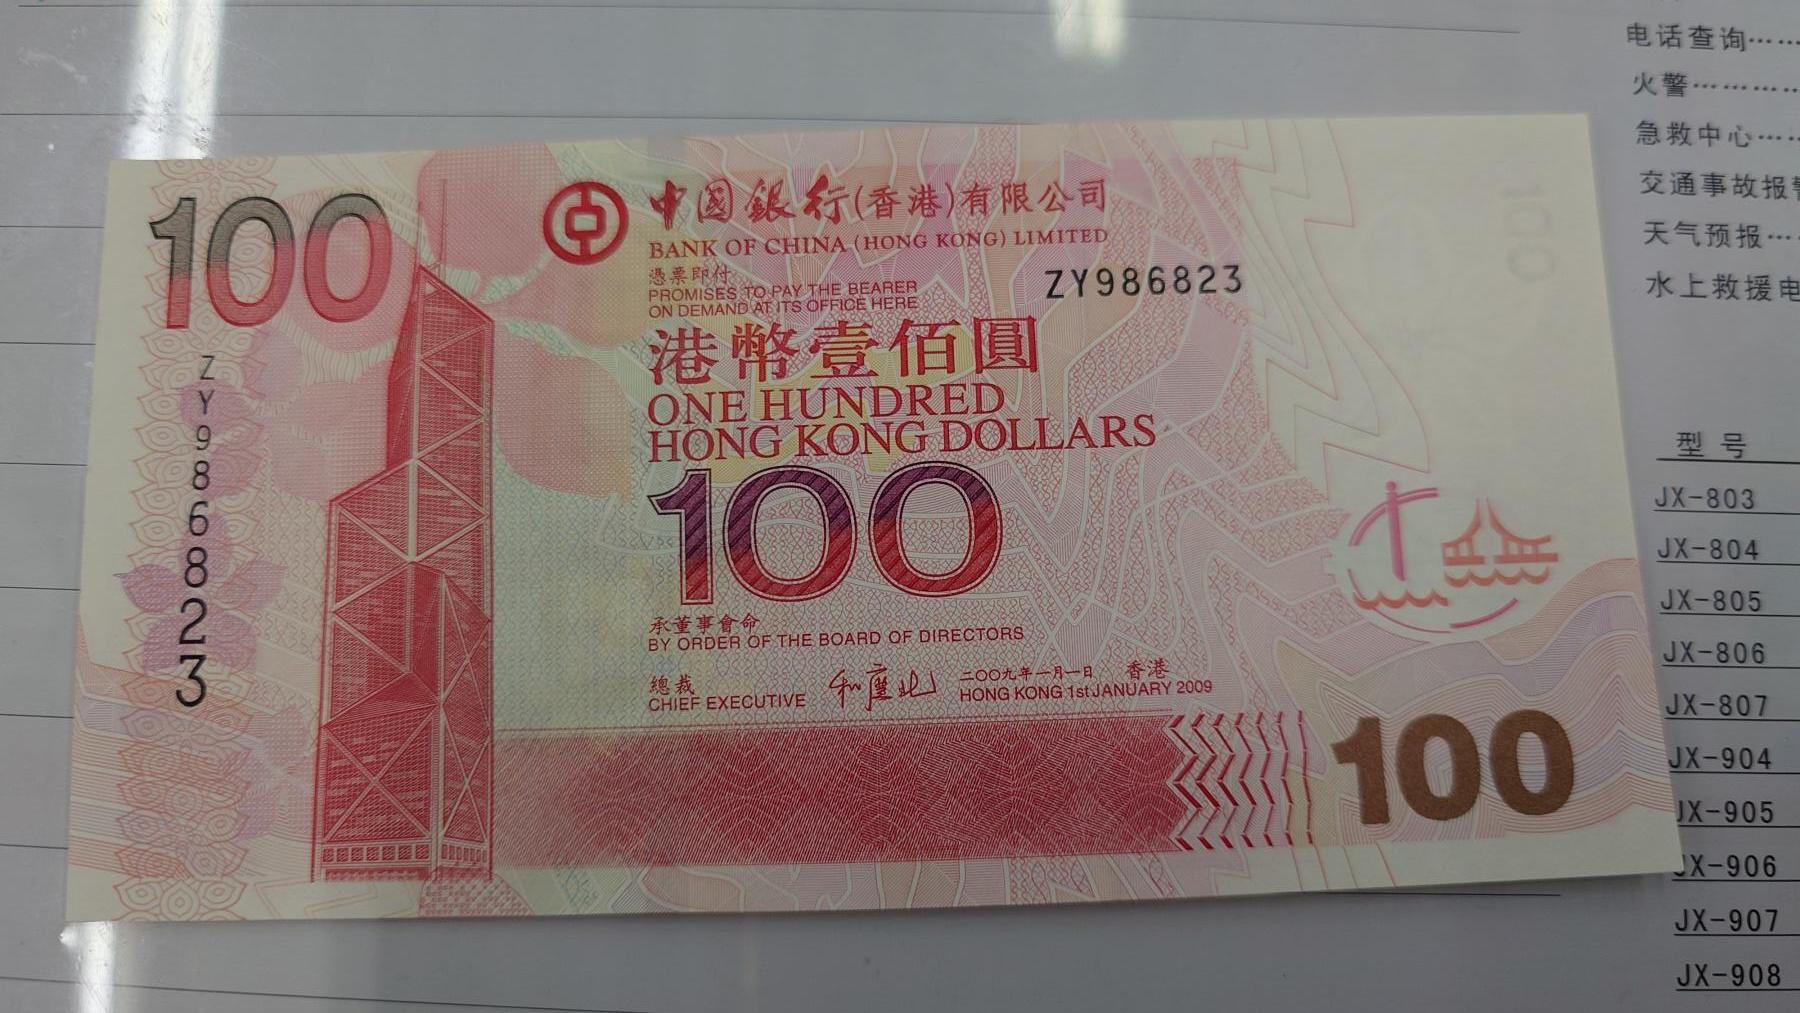 100
中國銀行(香港)有限公司
BANK OF CHINA (HONG KONG) LIMITED
憑票即付
PROMISES TO PAY THE BEARER
ON DEMAND AT ITS OFFICE HERE
ZY986823
港幣壹佰圓
ONE HUNDRED
HONG KONG DOLLARS
100
ZY986823
承董事會命
BY ORDER OF THE BOARD OF DIRECTORS
總裁
CHIEF EXECUTIVE
二〇〇九年一月一日 香港
HONG KONG 1st JANUARY 2009
100
100
电话查询……
火警…………
急救中心……
交通事故报
天气预报……
水上救援电
型号
JX-803
JX-804
JX-805
JX-806
JX-807
JX-904
JX-905
JX-906
JX-907
JX-908